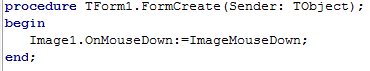 procedure TForm1.FormCreate(Sender: TObject);
begin
   Image1.OnMouseDown:=ImageMouseDown;
end;